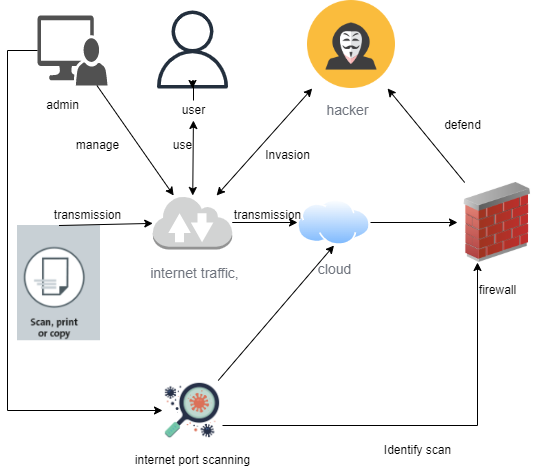 admin
user
hacker
defend
manage
use
Invasion
transmission
transmission
internet traffic,
cloud
firewall
Scan, print
or copy
internet port scanning
Identify scan